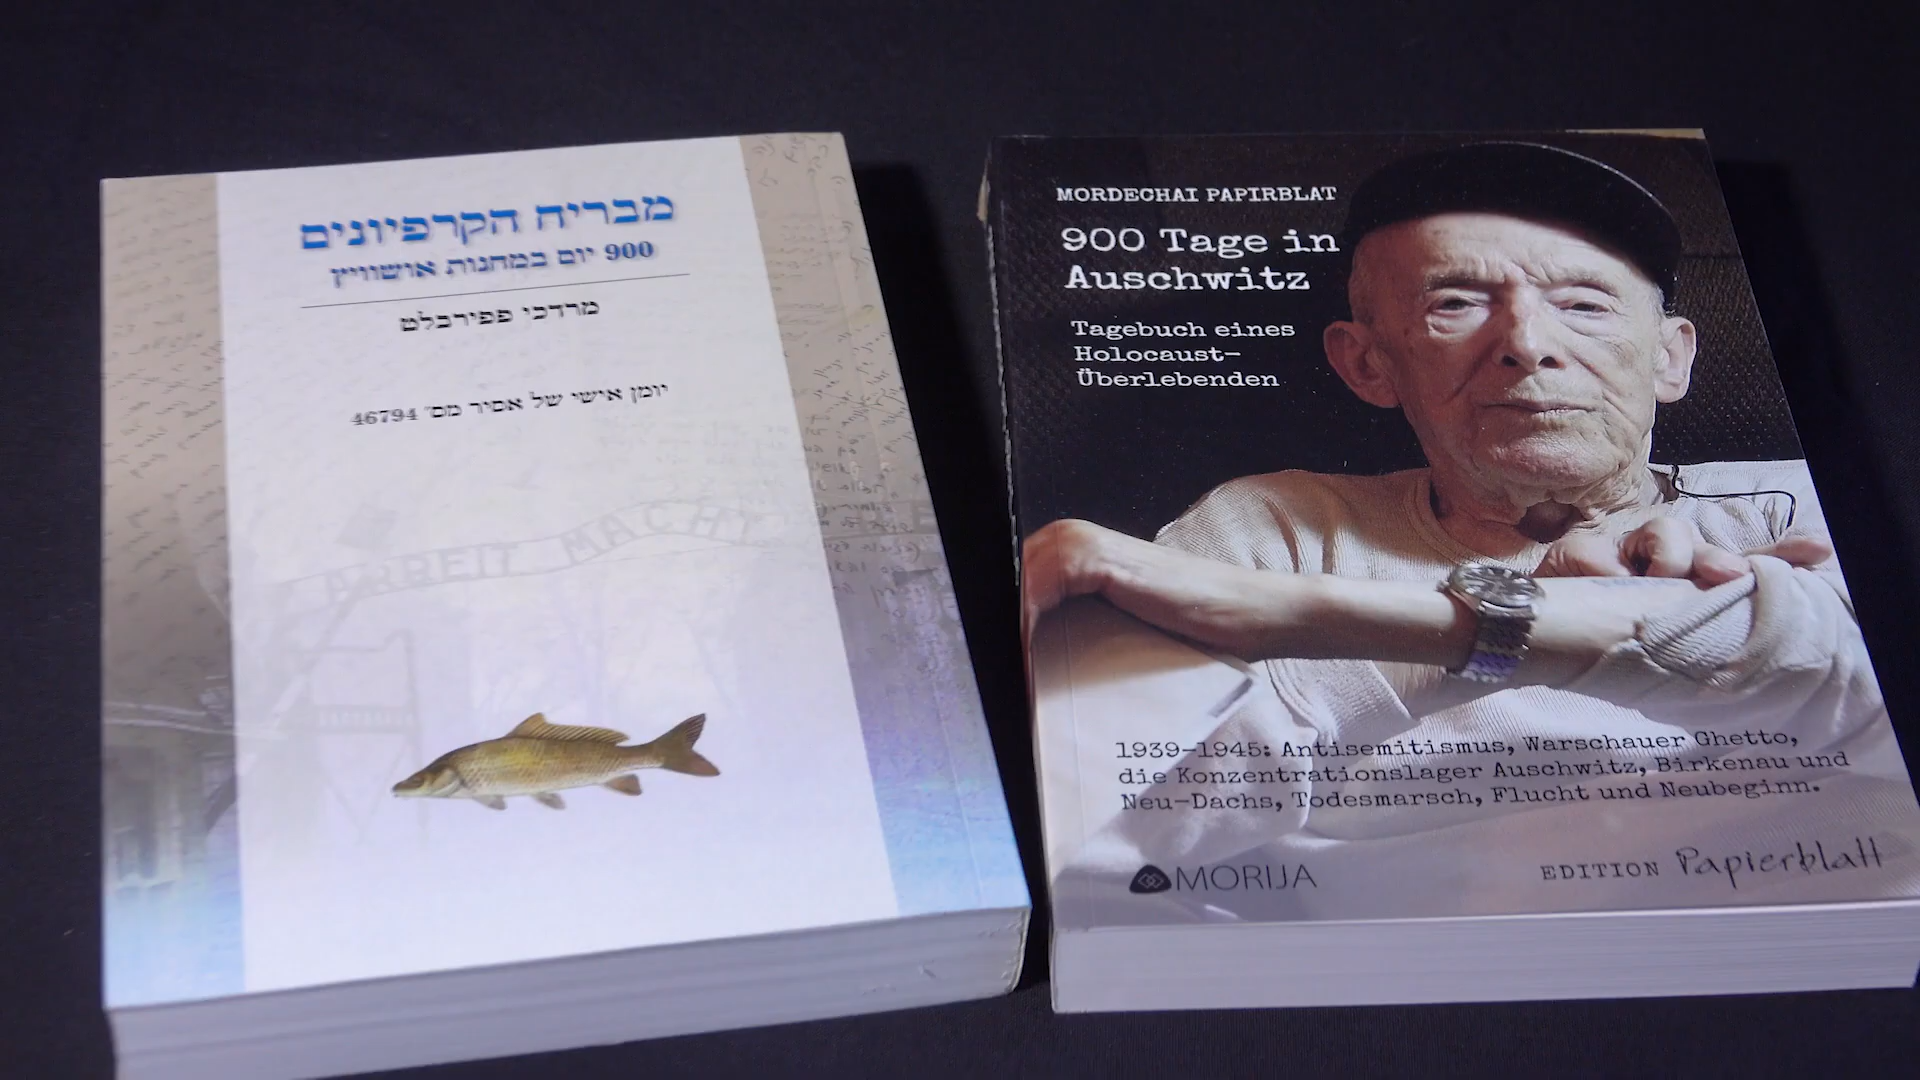 מבריח הקרפיונים
900 יום במחנות אושוויץ
מרדכי פפירבלט
יומן אישי של אסיר מס׳ 46794
ARBEIT MACHT
MORDECHAI PAPIRBLAT
900 Tage in
Auschwitz
Tagebuch eines
Holocaust-
Überlebenden
1939-1945: Antisemitismus, Warschauer Ghetto,
die Konzentrationslager Auschwitz, Birkenau und
Neu-Dachs, Todesmarsch, Flucht und Neubeginn.
MORIJA
EDITION Papierblatt